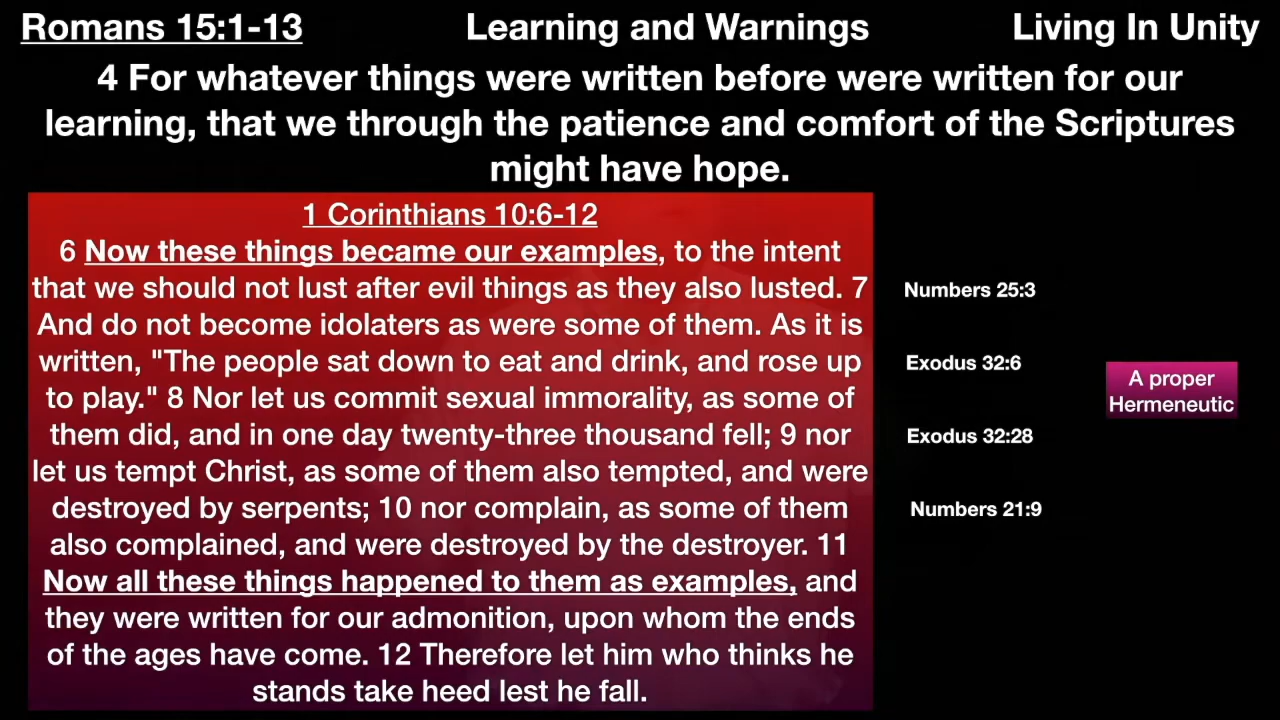 Romans 15:1-13 Learning and Warnings Living In Unity
4 For whatever things were written before were written for our
learning, that we through the patience and comfort of the Scriptures
might have hope.
1 Corinthians 10:6-12
6 Now these things became our examples, to the intent
that we should not lust after evil things as they also lusted. 7
And do not become idolaters as were some of them. As it is
written, "The people sat down to eat and drink, and rose up
to play." 8 Nor let us commit sexual immorality, as some of
them did, and in one day twenty-three thousand fell; 9 nor
let us tempt Christ, as some of them also tempted, and were
destroyed by serpents; 10 nor complain, as some of them
also complained, and were destroyed by the destroyer. 11
Now all these things happened to them as examples, and
they were written for our admonition, upon whom the ends
of the ages have come. 12 Therefore let him who thinks he
stands take heed lest he fall.
Numbers 25:3
Exodus 32:6
Exodus 32:28
Numbers 21:9
A proper
Hermeneutic